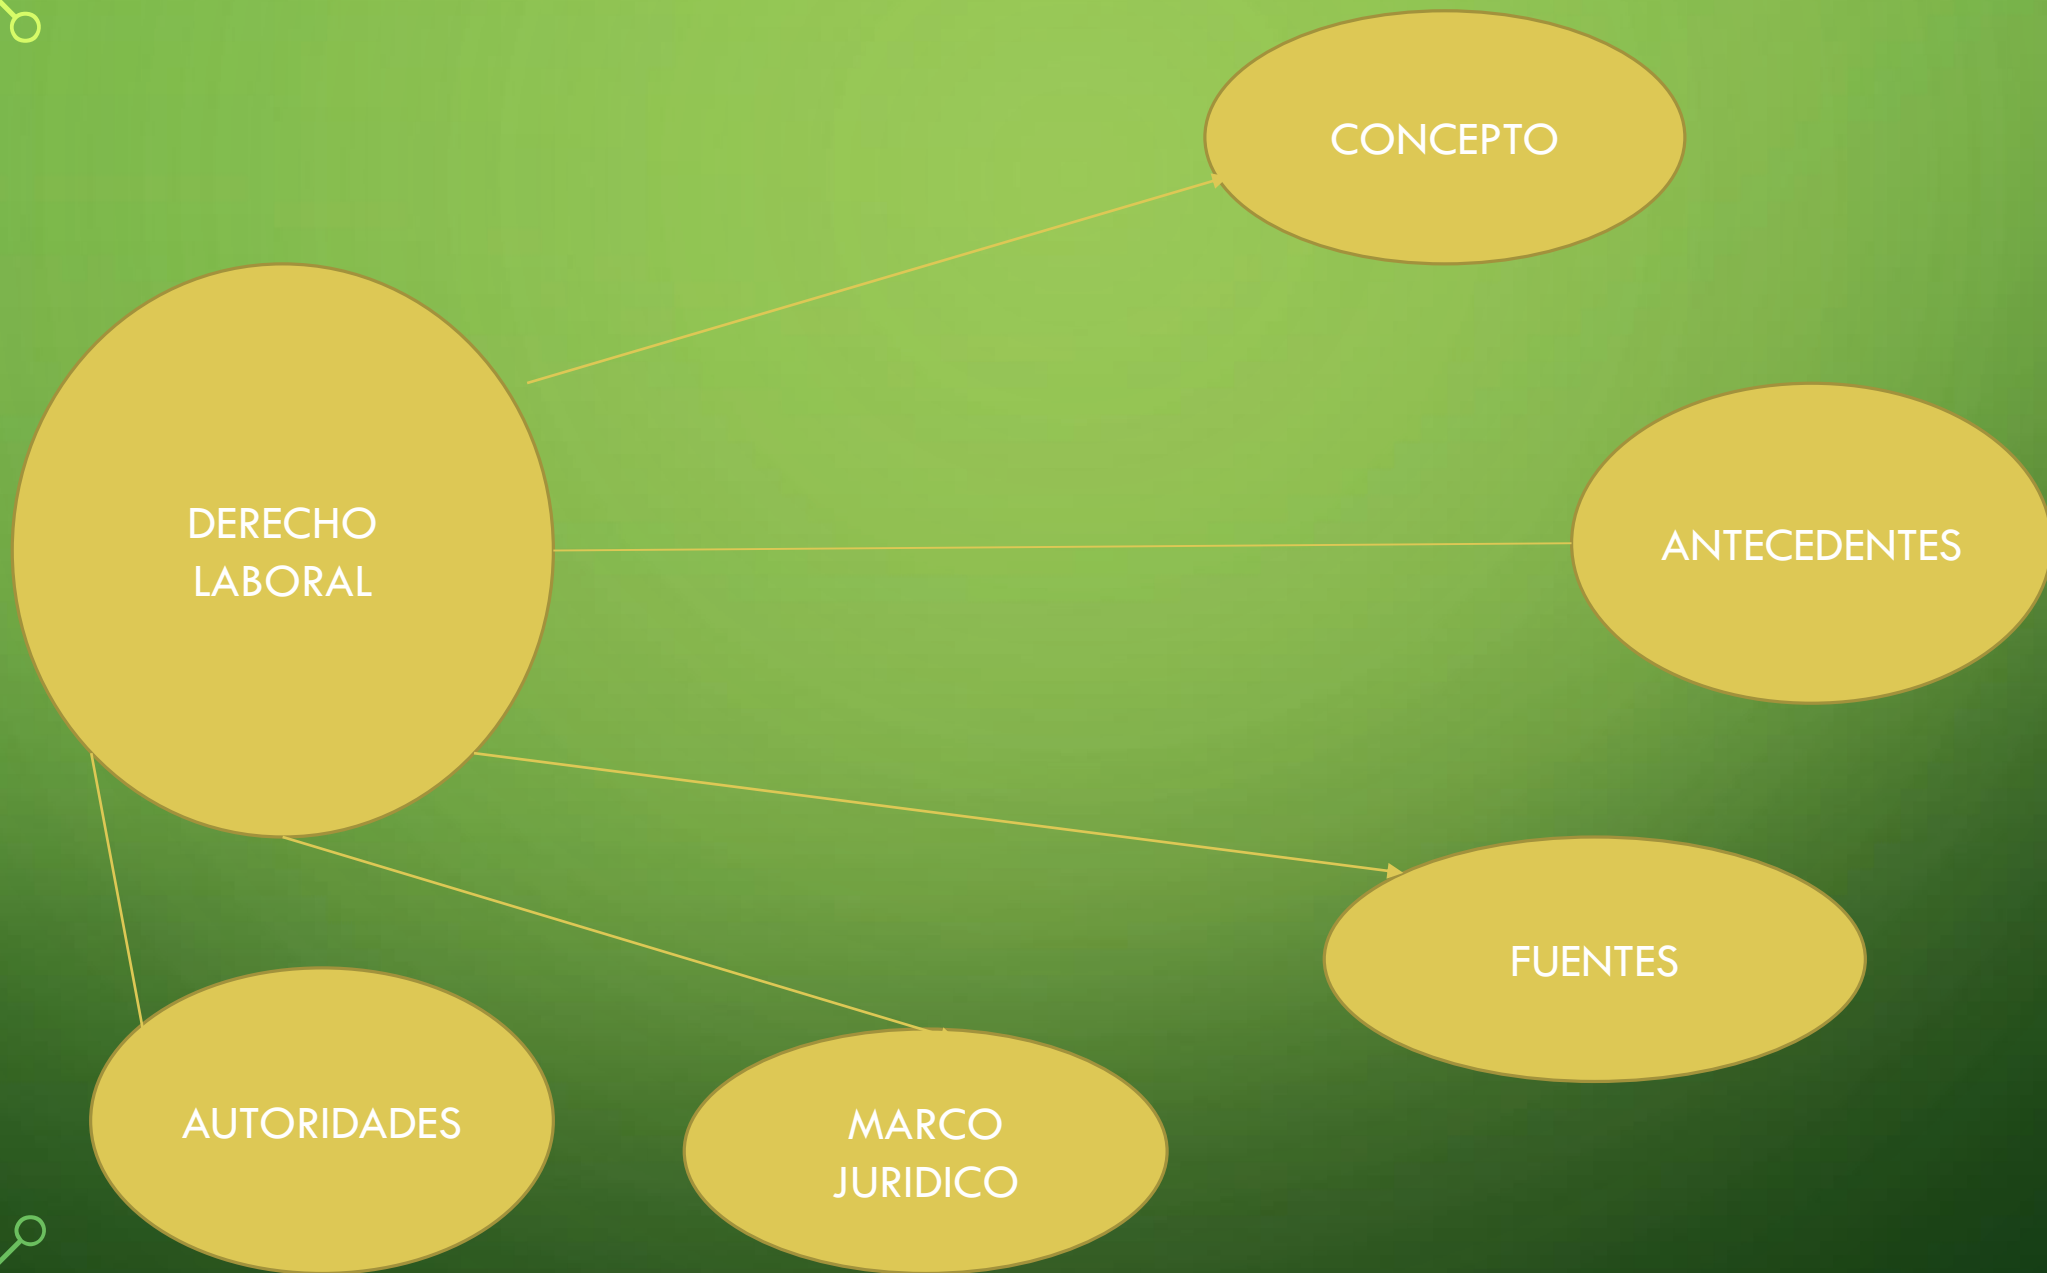 CONCEPTO
DERECHO
LABORAL
ANTECEDENTES
FUENTES
AUTORIDADES
MARCO
JURIDICO